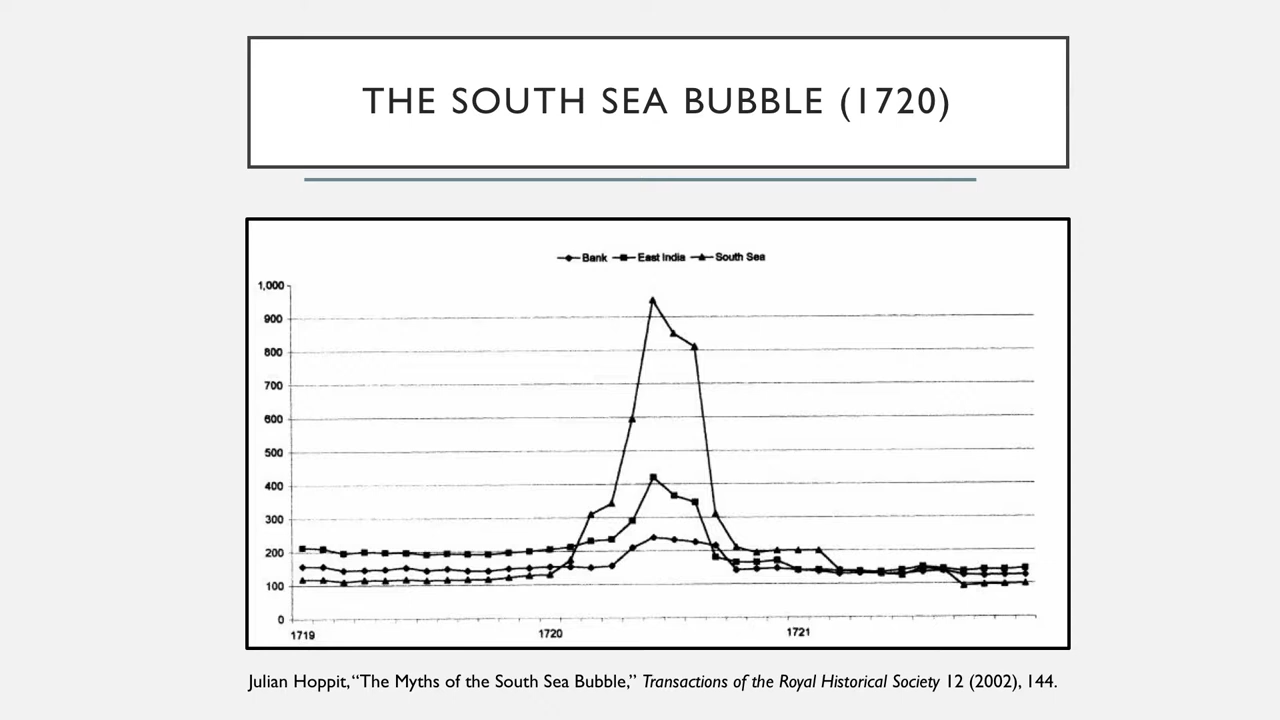 THE SOUTH SEA BUBBLE (1720)
Bank East India South Sea
1,000
900
800
700
600
500
400
300
200
100
0
1719 1720 1721
Julian Hoppit, “The Myths of the South Sea Bubble,” Transactions of the Royal Historical Society 12 (2002), 144.